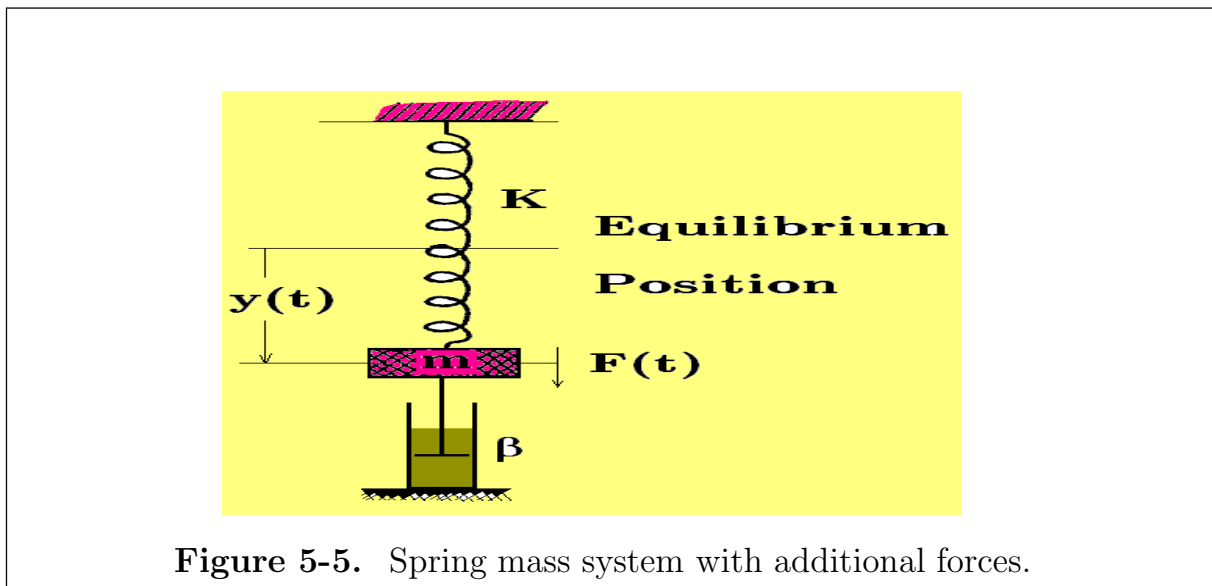 K
Equilibrium
Position
y(t)
m
F(t)
β
Figure 5-5. Spring mass system with additional forces.